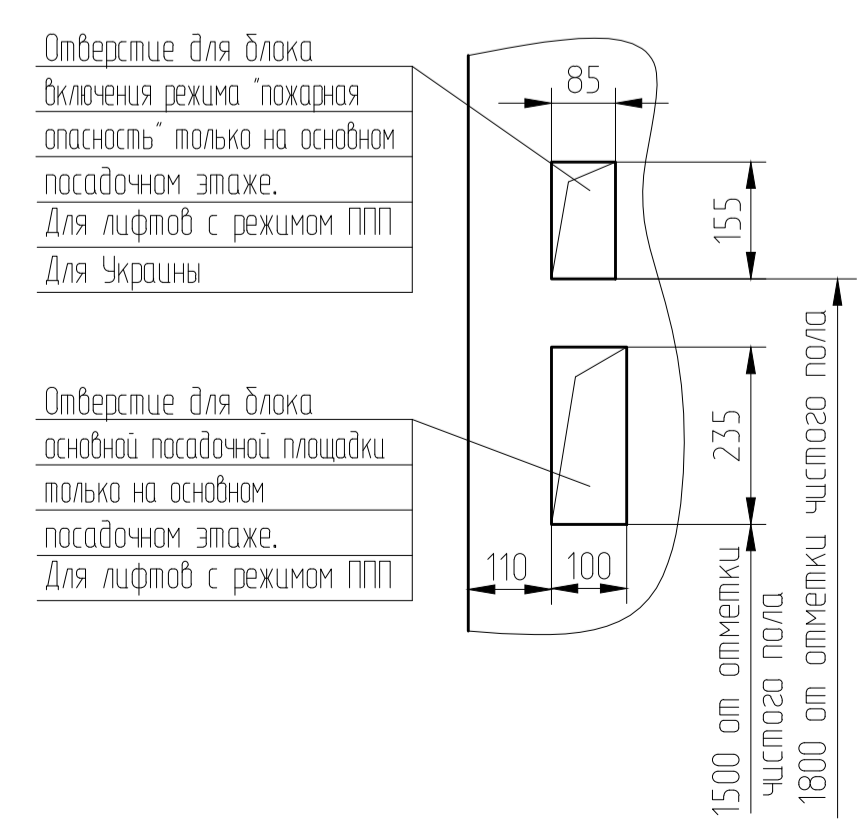 Отверстие для блока
включения режима "пожарная
опасность" только на основном
посадочном этаже.
Для лифтов с режимом ППП
Для Украины
85
155
Отверстие для блока
основной посадочной площадки
только на основном
посадочном этаже.
Для лифтов с режимом ППП
235
110
100
1500 от отметки
чистого пола
1800 от отметки чистого пола